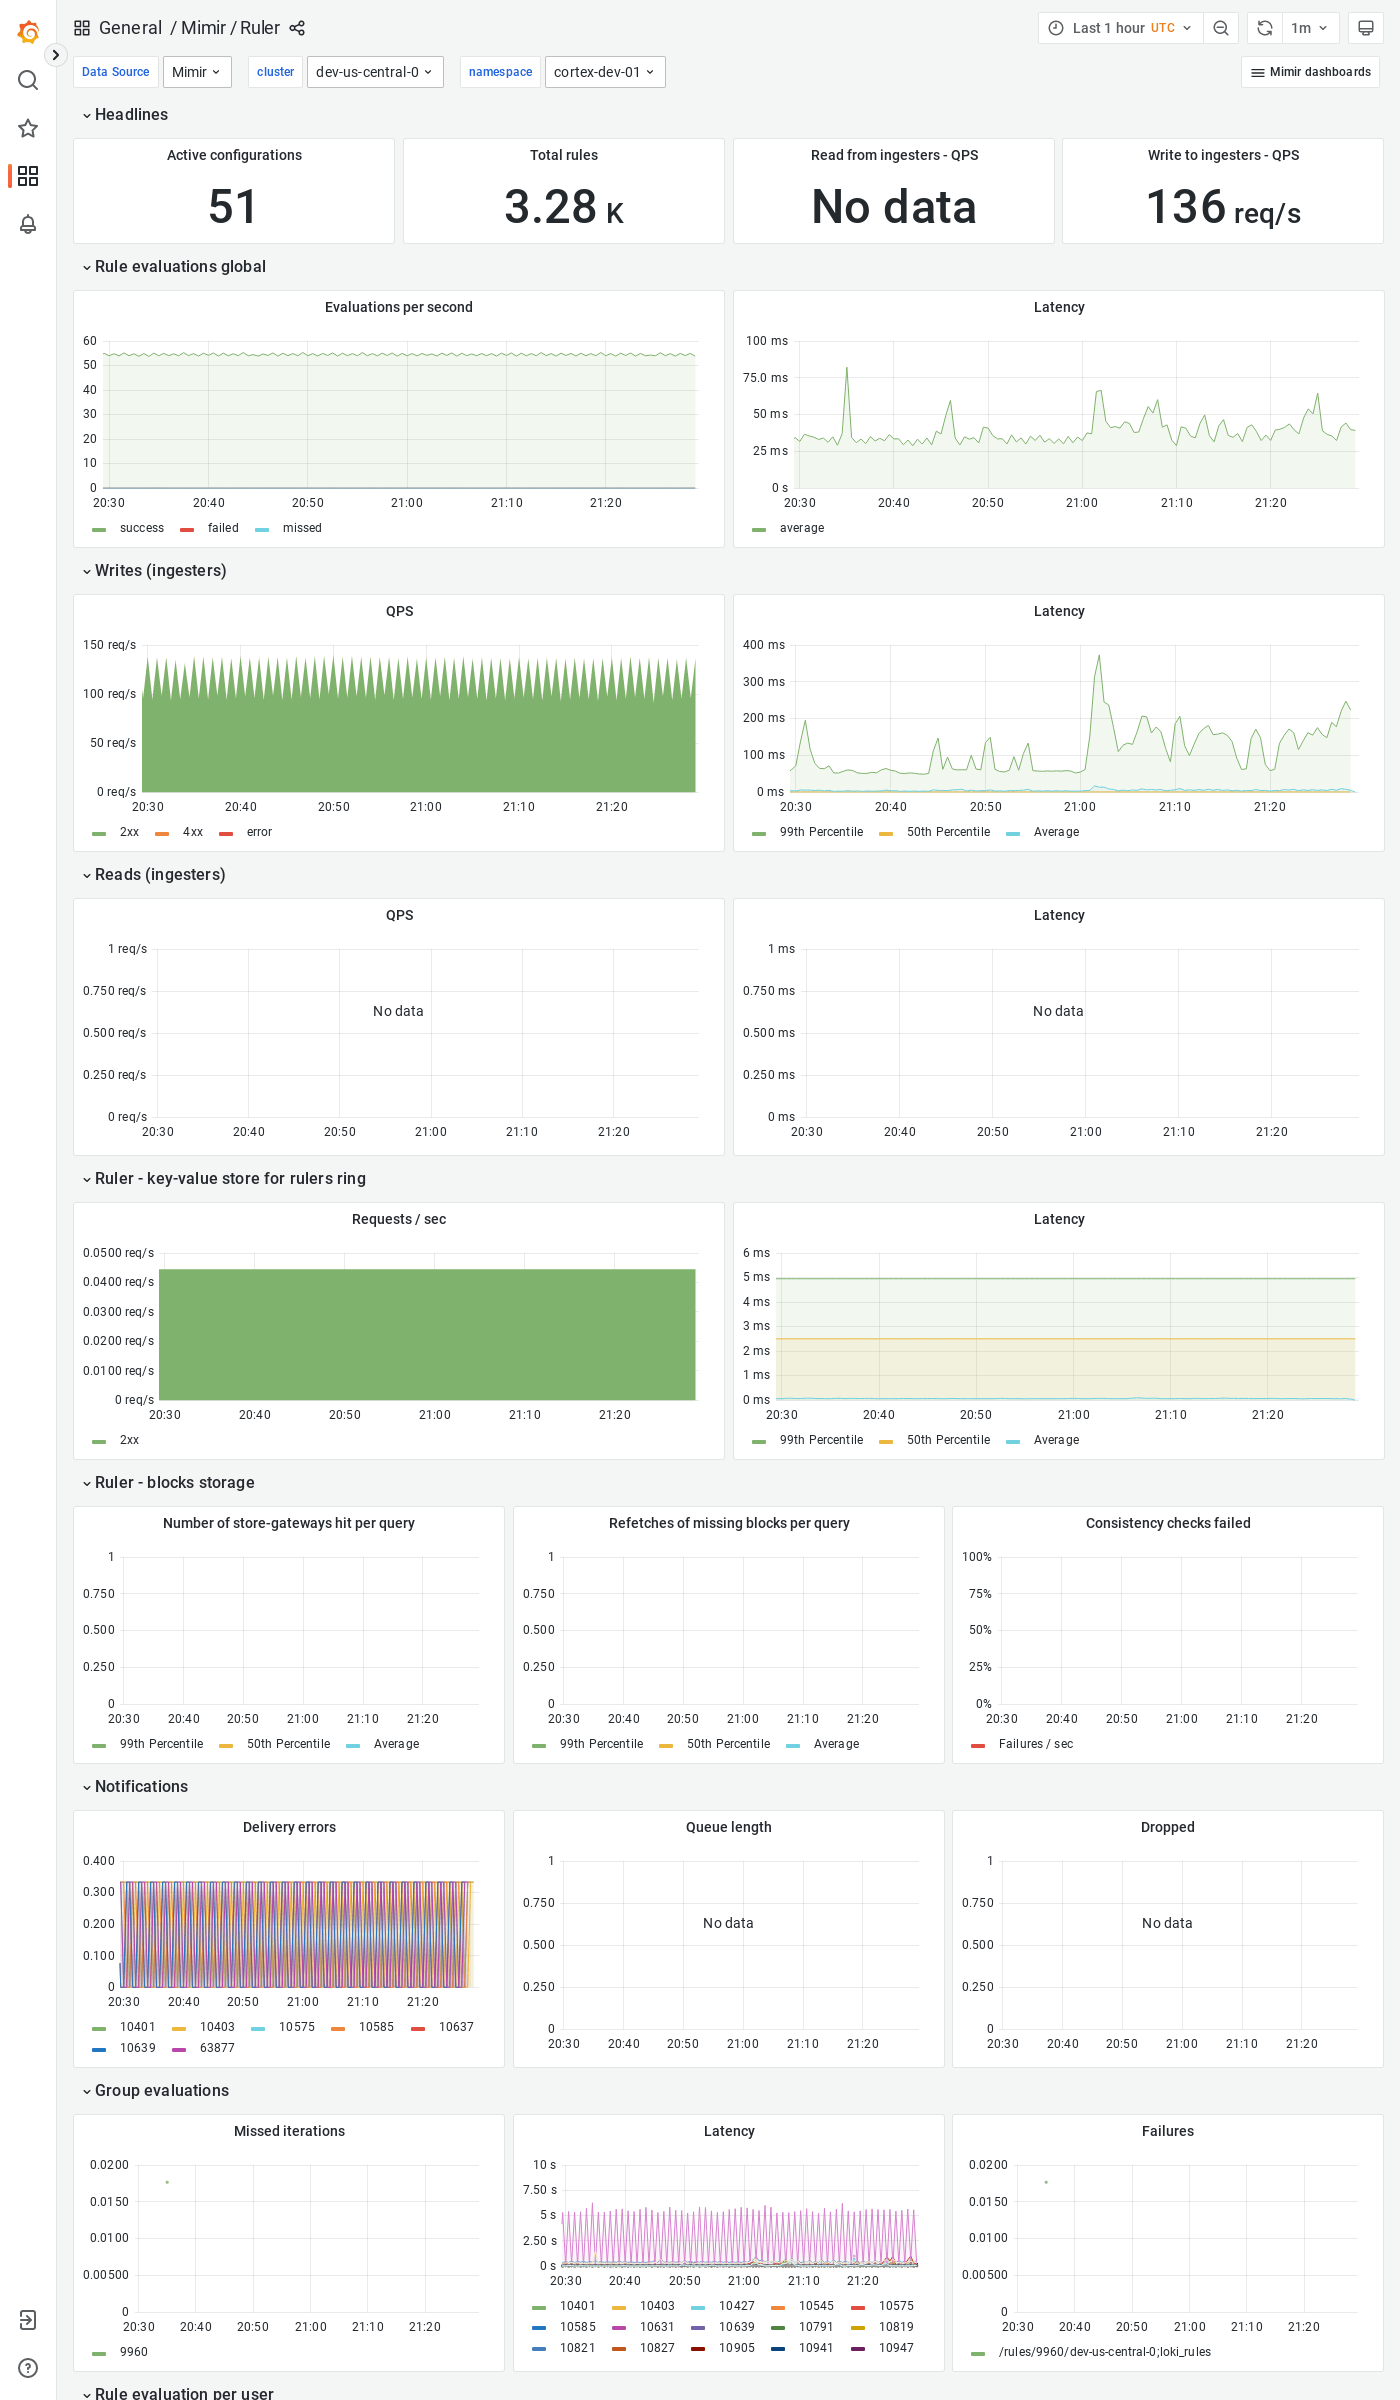 General / Mimir / Ruler
Last 1 hour UTC
1m
Data Source Mimir cluster dev-us-central-0 namespace cortex-dev-01
Mimir dashboards
Headlines
Active configurations
51
Total rules
3.28 K
Read from ingesters - QPS
No data
Write to ingesters - QPS
136 req/s
Rule evaluations global
Evaluations per second
60
50
40
30
20
10
0
20:30 20:40 20:50 21:00 21:10 21:20
success failed missed
Latency
100 ms
75.0 ms
50 ms
25 ms
0 s
20:30 20:40 20:50 21:00 21:10 21:20
average
Writes (ingesters)
QPS
150 req/s
100 req/s
50 req/s
0 req/s
20:30 20:40 20:50 21:00 21:10 21:20
2xx 4xx error
Latency
400 ms
300 ms
200 ms
100 ms
0 ms
20:30 20:40 20:50 21:00 21:10 21:20
99th Percentile 50th Percentile Average
Reads (ingesters)
QPS
1 req/s
0.750 req/s
No data
0.500 req/s
0.250 req/s
0 req/s
20:30 20:40 20:50 21:00 21:10 21:20
Latency
1 ms
0.750 ms
No data
0.500 ms
0.250 ms
0 ms
20:30 20:40 20:50 21:00 21:10 21:20
Ruler - key-value store for rulers ring
Requests / sec
0.0500 req/s
0.0400 req/s
0.0300 req/s
0.0200 req/s
0.0100 req/s
0 req/s
20:30 20:40 20:50 21:00 21:10 21:20
2xx
Latency
6 ms
5 ms
4 ms
3 ms
2 ms
1 ms
0 ms
20:30 20:40 20:50 21:00 21:10 21:20
99th Percentile 50th Percentile Average
Ruler - blocks storage
Number of store-gateways hit per query
1
0.750
0.500
0.250
0
20:30 20:40 20:50 21:00 21:10 21:20
99th Percentile 50th Percentile Average
Refetches of missing blocks per query
1
0.750
0.500
0.250
0
20:30 20:40 20:50 21:00 21:10 21:20
99th Percentile 50th Percentile Average
Consistency checks failed
100%
75%
50%
25%
0%
20:30 20:40 20:50 21:00 21:10 21:20
Failures / sec
Notifications
Delivery errors
0.400
0.300
0.200
0.100
0
20:30 20:40 20:50 21:00 21:10 21:20
10401 10403 10575 10585 10637
10639 63877
Queue length
1
0.750
No data
0.500
0.250
0
20:30 20:40 20:50 21:00 21:10 21:20
Dropped
1
0.750
No data
0.500
0.250
0
20:30 20:40 20:50 21:00 21:10 21:20
Group evaluations
Missed iterations
0.0200
0.0150
0.0100
0.00500
0
20:30 20:40 20:50 21:00 21:10 21:20
9960
Latency
10 s
7.50 s
5 s
2.50 s
0 s
20:30 20:40 20:50 21:00 21:10 21:20
10401 10403 10427 10545 10575
10585 10631 10639 10791 10819
10821 10827 10905 10941 10947
Failures
0.0200
0.0150
0.0100
0.00500
0
20:30 20:40 20:50 21:00 21:10 21:20
/rules/9960/dev-us-central-0;loki_rules
Rule evaluation per user